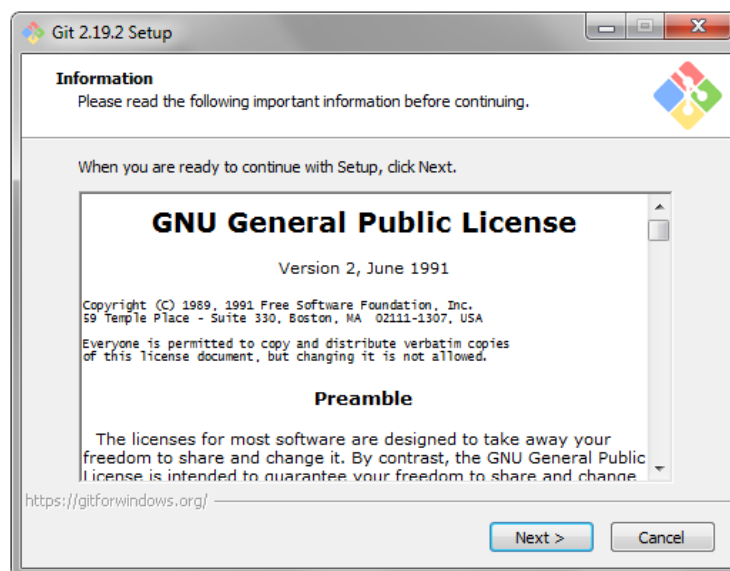 Git 2.19.2 Setup
Information
Please read the following important information before continuing.
When you are ready to continue with Setup, click Next.
GNU General Public License
Version 2, June 1991
Copyright (C) 1989, 1991 Free Software Foundation, Inc.
59 Temple Place - Suite 330, Boston, MA  02111-1307, USA
Everyone is permitted to copy and distribute verbatim copies
of this license document, but changing it is not allowed.
Preamble
The licenses for most software are designed to take away your
freedom to share and change it. By contrast, the GNU General Public
License is intended to guarantee your freedom to share and change
https://gitforwindows.org/
Next >
Cancel